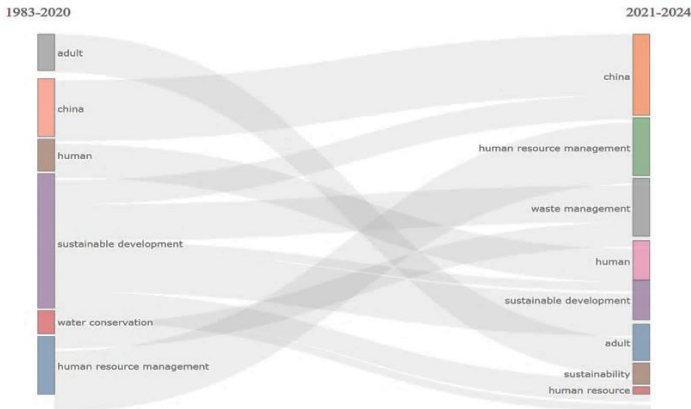 1983-2020
2021-2024
adult
china
human
sustainable development
water conservation
human resource management
china
human resource management
waste management
human
sustainable development
adult
sustainability
human resource